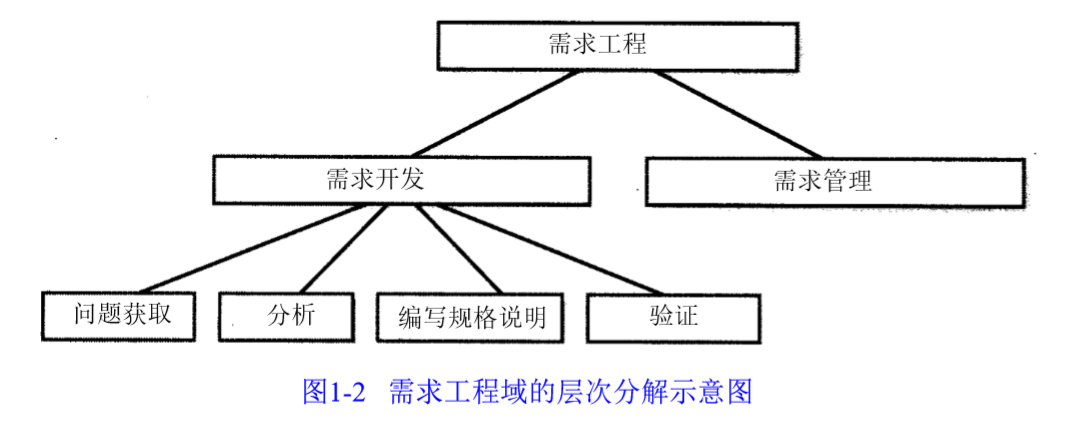 需求工程
需求开发
需求管理
问题获取
分析
编写规格说明
验证
图1-2 需求工程域的层次分解示意图